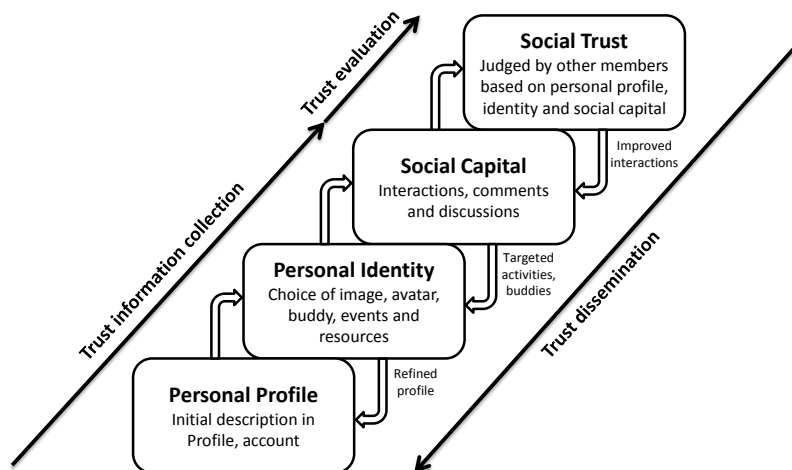 Social Trust
Judged by other members
based on personal profile,
identity and social capital
Trust evaluation
Improved
interactions
Social Capital
Interactions, comments
and discussions
Trust information collection
Targeted
activities,
buddies
Trust dissemination
Personal Identity
Choice of image, avatar,
buddy, events and
resources
Refined
profile
Personal Profile
Initial description in
Profile, account